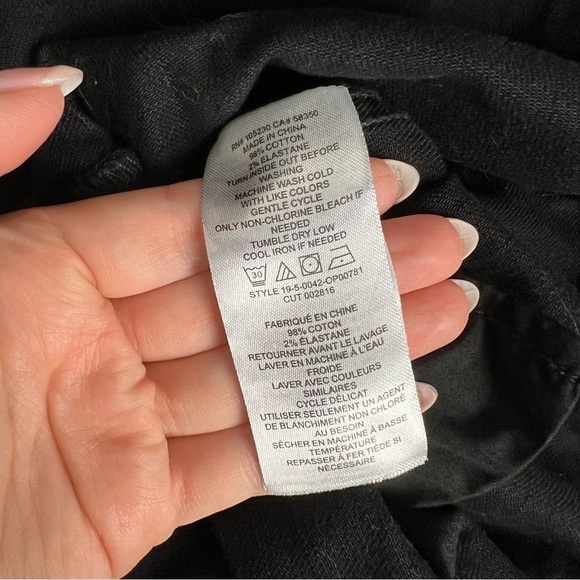 RN# 105230 CA# 58350
MADE IN CHINA
98% COTTON
2% ELASTANE
TURN INSIDE OUT BEFORE
WASHING
MACHINE WASH COLD
WITH LIKE COLORS
GENTLE CYCLE
ONLY NON-CHLORINE BLEACH IF
NEEDED
TUMBLE DRY LOW
COOL IRON IF NEEDED
30
STYLE 19-5-0042-OP00781
CUT 002816
FABRIQUÉ EN CHINE
98% COTON
2% ÉLASTANE
RETOURNER AVANT LE LAVAGE
LAVER EN MACHINE À L'EAU
FROIDE
LAVER AVEC COULEURS
SIMILAIRES
CYCLE DÉLICAT
UTILISER SEULEMENT UN AGENT
DE BLANCHIMENT NON CHLORÉ
AU BESOIN
SÉCHER EN MACHINE À BASSE
TEMPÉRATURE
REPASSER À FER TIÈDE SI
NÉCESSAIRE